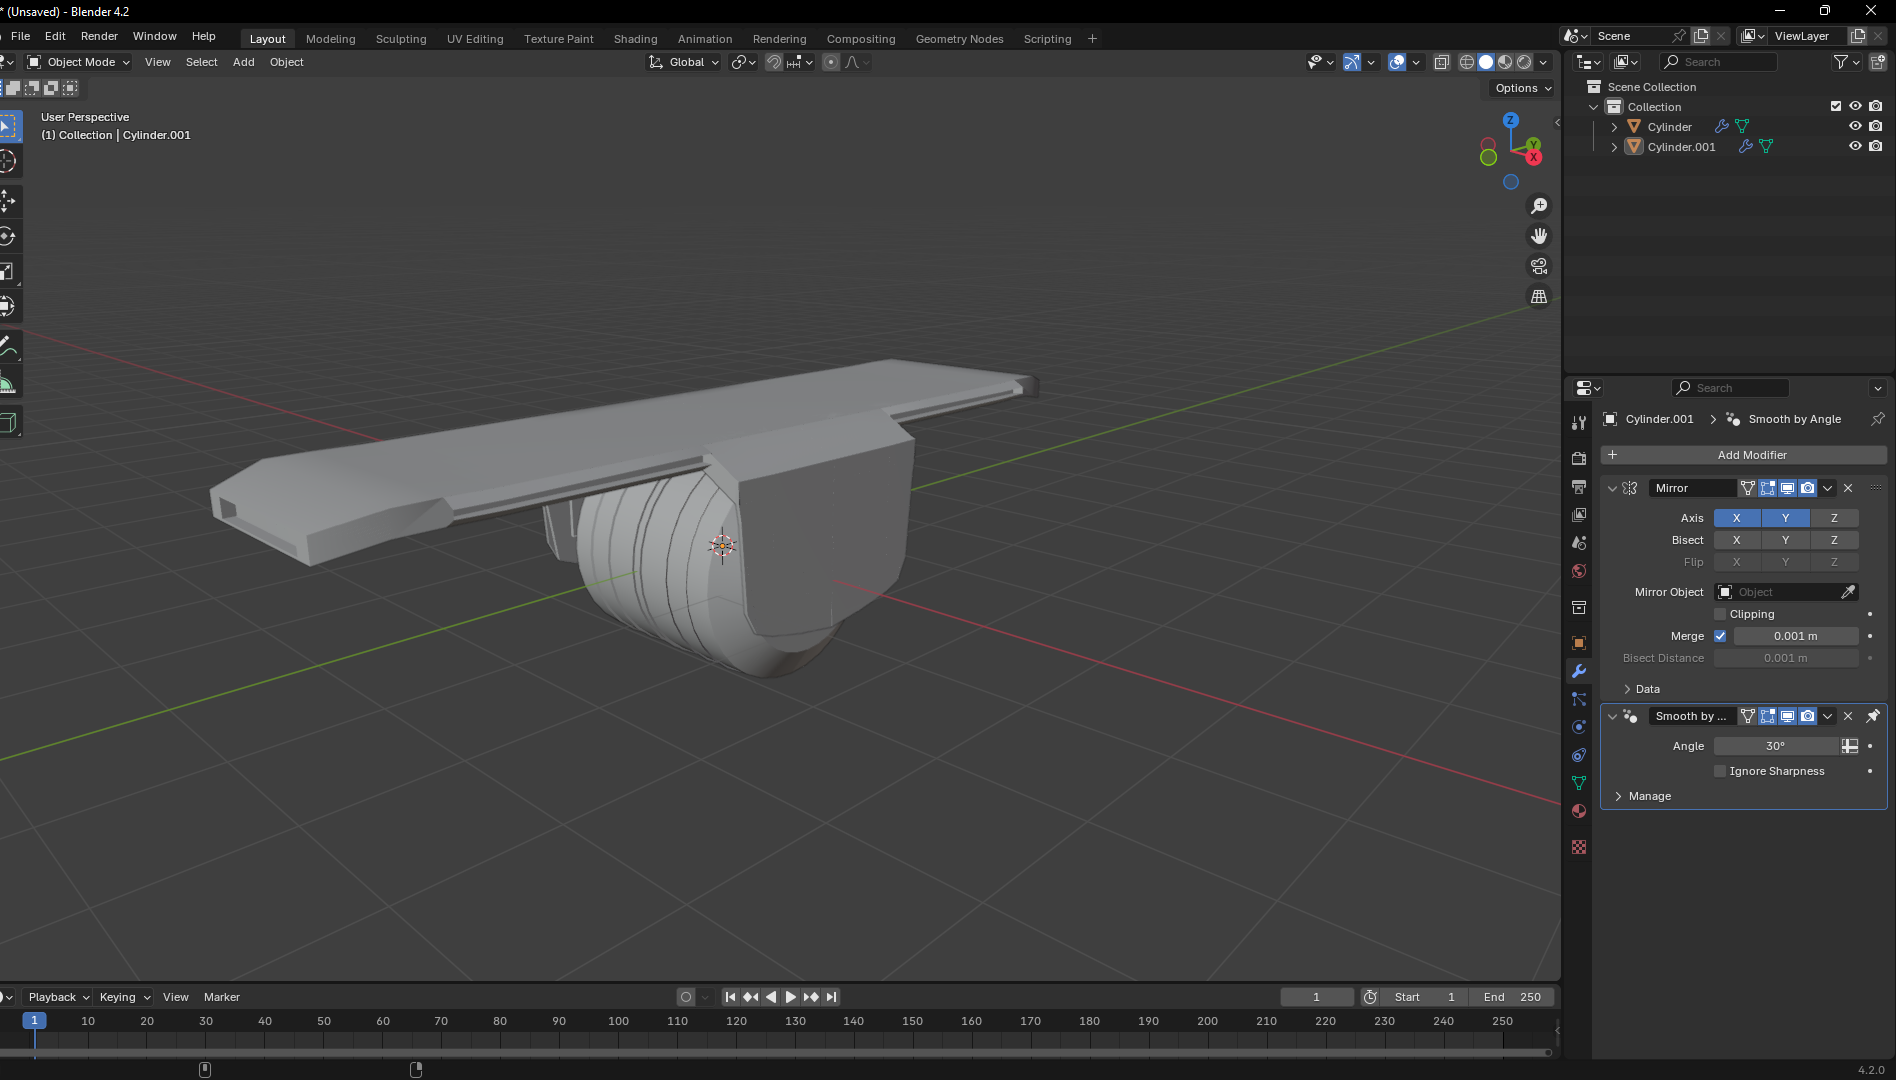 * (Unsaved) - Blender 4.2
File Edit Render Window Help Layout Modeling Sculpting UV Editing Texture Paint Shading Animation Rendering Compositing Geometry Nodes Scripting + Scene ViewLayer
Object Mode View Select Add Object Global Search
Options
User Perspective
(1) Collection | Cylinder.001
Z
Y
X
Scene Collection
Collection
Cylinder
Cylinder.001
Search
Cylinder.001 > Smooth by Angle
+ Add Modifier
Mirror
Axis X Y Z
Bisect X Y Z
Flip X Y Z
Mirror Object Object
Clipping
Merge 0.001 m
Bisect Distance 0.001 m
Data
Smooth by ...
Angle 30°
Ignore Sharpness
Manage
Playback Keying View Marker 1 Start 1 End 250
1 10 20 30 40 50 60 70 80 90 100 110 120 130 140 150 160 170 180 190 200 210 220 230 240 250
4.2.0